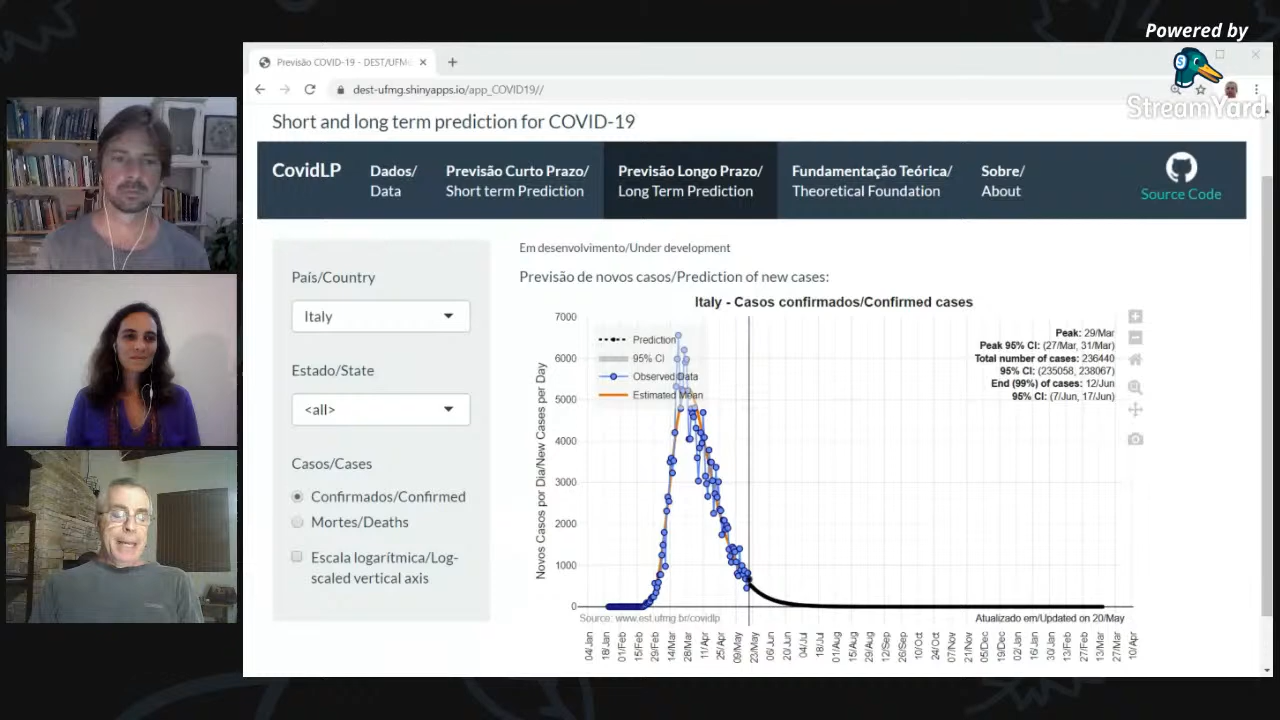 Powered by
StreamYard
Previsão COVID-19 - DEST/UFM
dest-ufmg.shinyapps.io/app_COVID19//
Short and long term prediction for COVID-19
CovidLP
Dados/
Data
Previsão Curto Prazo/
Short term Prediction
Previsão Longo Prazo/
Long Term Prediction
Fundamentação Teórica/
Theoretical Foundation
Sobre/
About
Source Code
País/Country
Italy
Estado/State
<all>
Casos/Cases
Confirmados/Confirmed
Mortes/Deaths
Escala logarítmica/Log-
scaled vertical axis
Em desenvolvimento/Under development
Previsão de novos casos/Prediction of new cases:
Italy - Casos confirmados/Confirmed cases
Novos Casos por Dia/New Cases per Day
7000
6000
5000
4000
3000
2000
1000
0
Prediction
95% CI
Observed Data
Estimated Mean
Peak: 29/Mar
Peak 95% CI: (27/Mar, 31/Mar)
Total number of cases: 236440
95% CI: (235058, 238067)
End (99%) of cases: 12/Jun
95% CI: (7/Jun, 17/Jun)
Source: www.est.ufmg.br/covidlp
Atualizado em/Updated on 20/May
04/Jan
18/Jan
01/Feb
15/Feb
29/Feb
14/Mar
28/Mar
11/Apr
25/Apr
09/May
23/May
06/Jun
20/Jun
04/Jul
18/Jul
01/Aug
15/Aug
29/Aug
12/Sep
26/Sep
10/Oct
24/Oct
07/Nov
21/Nov
05/Dec
19/Dec
02/Jan
16/Jan
30/Jan
13/Feb
27/Feb
13/Mar
27/Mar
10/Apr